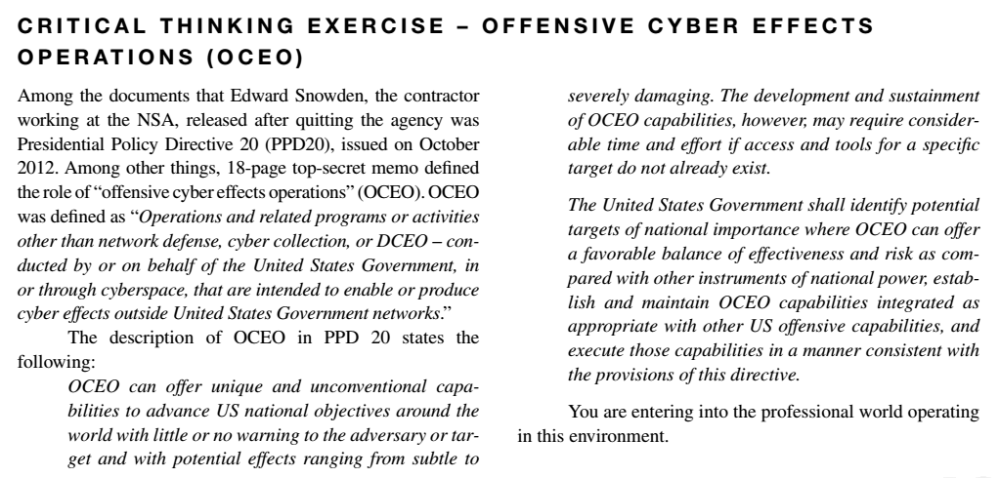 CRITICAL THINKING EXERCISE – OFFENSIVE CYBER EFFECTS
OPERATIONS (OCEO)
Among the documents that Edward Snowden, the contractor
working at the NSA, released after quitting the agency was
Presidential Policy Directive 20 (PPD20), issued on October
2012. Among other things, 18-page top-secret memo defined
the role of “offensive cyber effects operations” (OCEO). OCEO
was defined as “Operations and related programs or activities
other than network defense, cyber collection, or DCEO – con-
ducted by or on behalf of the United States Government, in
or through cyberspace, that are intended to enable or produce
cyber effects outside United States Government networks.”
The description of OCEO in PPD 20 states the
following:
OCEO can offer unique and unconventional capa-
bilities to advance US national objectives around the
world with little or no warning to the adversary or tar-
get and with potential effects ranging from subtle to
severely damaging. The development and sustainment
of OCEO capabilities, however, may require consider-
able time and effort if access and tools for a specific
target do not already exist.
The United States Government shall identify potential
targets of national importance where OCEO can offer
a favorable balance of effectiveness and risk as com-
pared with other instruments of national power, estab-
lish and maintain OCEO capabilities integrated as
appropriate with other US offensive capabilities, and
execute those capabilities in a manner consistent with
the provisions of this directive.
You are entering into the professional world operating
in this environment.